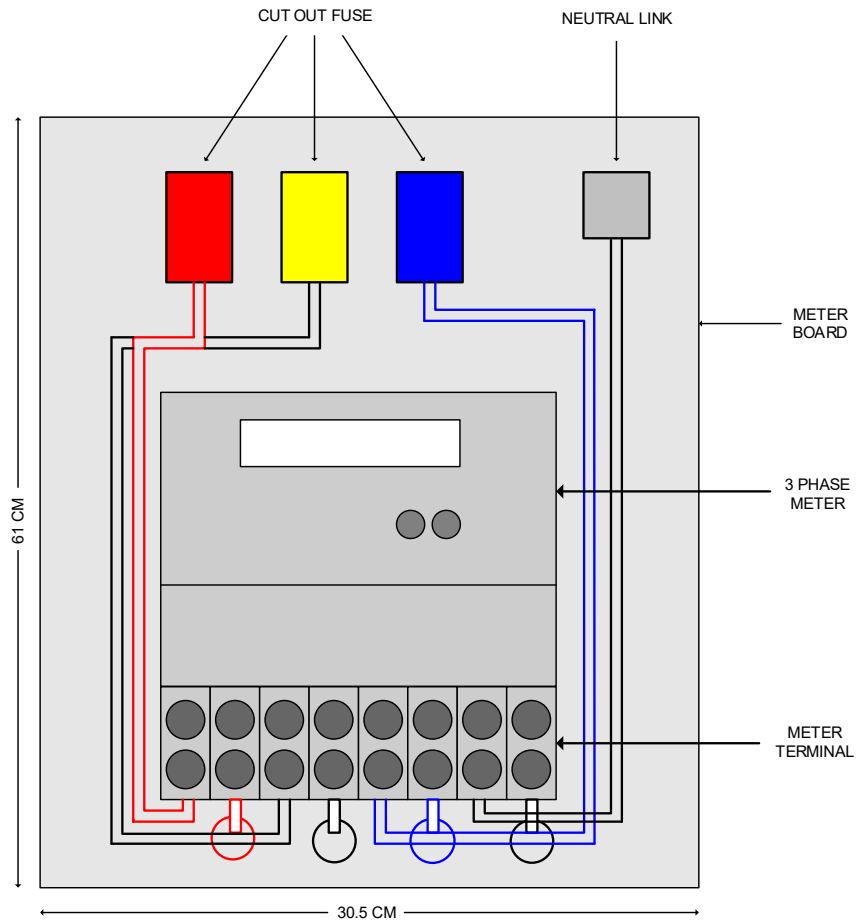 CUT OUT FUSE
NEUTRAL LINK
METER
BOARD
3 PHASE
METER
61 CM
METER
TERMINAL
30.5 CM